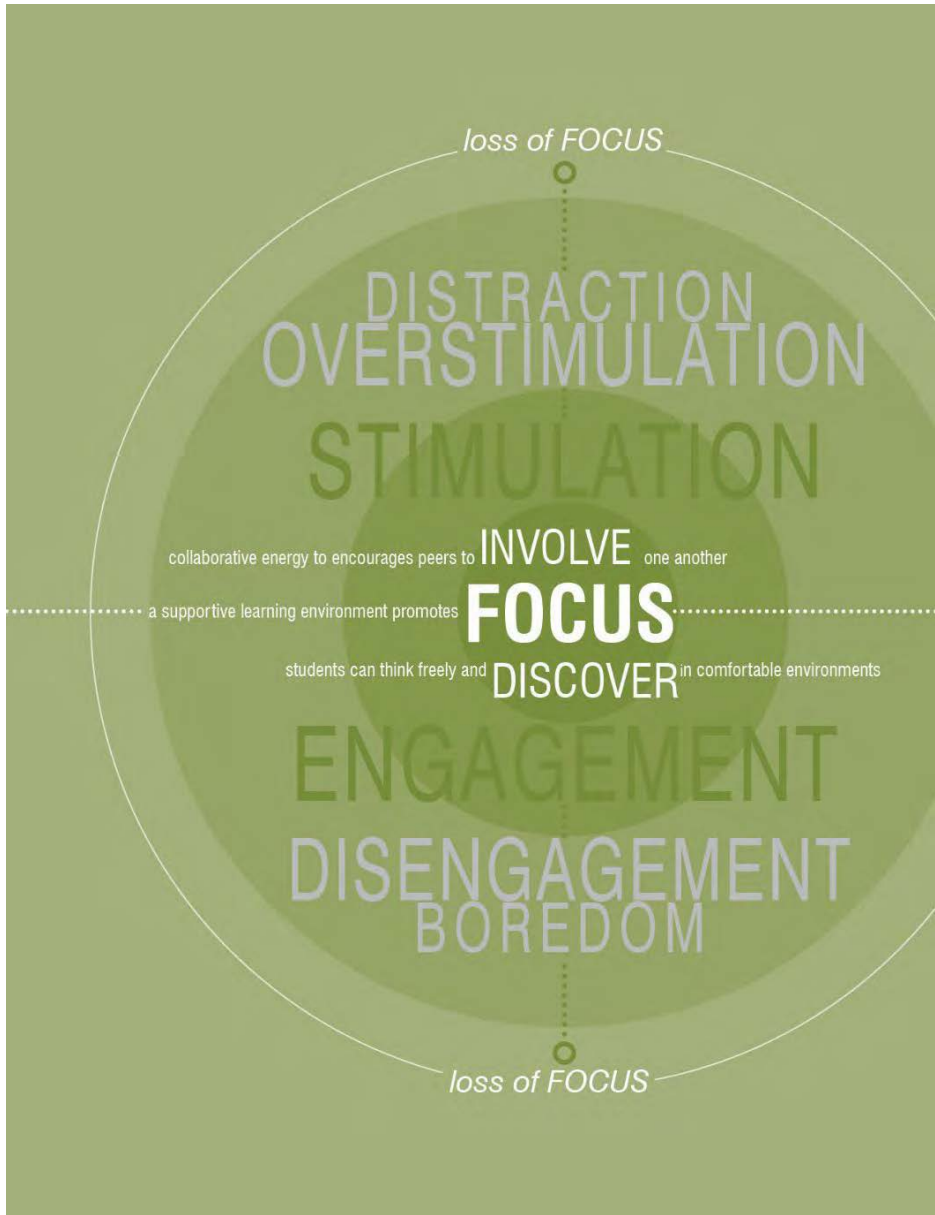 loss of FOCUS
DISTRACTION
OVERSTIMULATION
STIMULATION
collaborative energy to encourages peers to INVOLVE one another
a supportive learning environment promotes FOCUS
students can think freely and DISCOVER in comfortable environments
ENGAGEMENT
DISENGAGEMENT
BOREDOM
loss of FOCUS